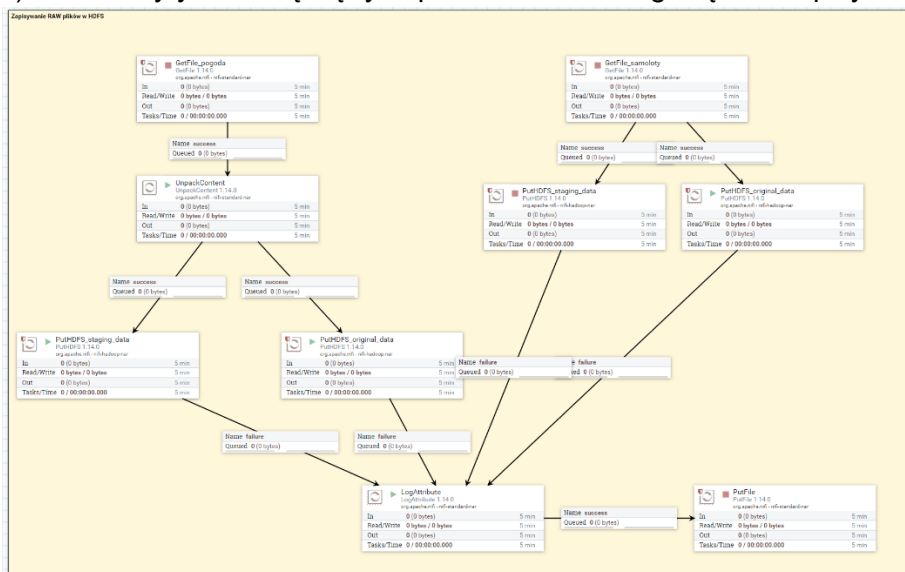 Zapisywanie RAW plików w HDFS
GetFile_pogoda
GetFile 1.14.0
org.apache.nifi - nifi-standard-nar
In 0 (0 bytes) 5 min
Read/Write 0 bytes / 0 bytes 5 min
Out 0 (0 bytes) 5 min
Tasks/Time 0 / 00:00:00.000 5 min
GetFile_samoloty
GetFile 1.14.0
org.apache.nifi - nifi-standard-nar
In 0 (0 bytes) 5 min
Read/Write 0 bytes / 0 bytes 5 min
Out 0 (0 bytes) 5 min
Tasks/Time 0 / 00:00:00.000 5 min
Name success
Queued 0 (0 bytes)
Name success
Queued 0 (0 bytes)
Name success
Queued 0 (0 bytes)
UnpackContent
UnpackContent 1.14.0
org.apache.nifi - nifi-standard-nar
In 0 (0 bytes) 5 min
Read/Write 0 bytes / 0 bytes 5 min
Out 0 (0 bytes) 5 min
Tasks/Time 0 / 00:00:00.000 5 min
PutHDFS_staging_data
PutHDFS 1.14.0
org.apache.nifi - nifi-hadoop-nar
In 0 (0 bytes) 5 min
Read/Write 0 bytes / 0 bytes 5 min
Out 0 (0 bytes) 5 min
Tasks/Time 0 / 00:00:00.000 5 min
PutHDFS_original_data
PutHDFS 1.14.0
org.apache.nifi - nifi-hadoop-nar
In 0 (0 bytes) 5 min
Read/Write 0 bytes / 0 bytes 5 min
Out 0 (0 bytes) 5 min
Tasks/Time 0 / 00:00:00.000 5 min
Name success
Queued 0 (0 bytes)
Name success
Queued 0 (0 bytes)
PutHDFS_staging_data
PutHDFS 1.14.0
org.apache.nifi - nifi-hadoop-nar
In 0 (0 bytes) 5 min
Read/Write 0 bytes / 0 bytes 5 min
Out 0 (0 bytes) 5 min
Tasks/Time 0 / 00:00:00.000 5 min
PutHDFS_original_data
PutHDFS 1.14.0
org.apache.nifi - nifi-hadoop-nar
In 0 (0 bytes) 5 min
Read/Write 0 bytes / 0 bytes 5 min
Out 0 (0 bytes) 5 min
Tasks/Time 0 / 00:00:00.000 5 min
Name failure
Queued 0 (0 bytes)
failure
0 (0 bytes)
Name failure
Queued 0 (0 bytes)
Name failure
Queued 0 (0 bytes)
LogAttribute
LogAttribute 1.14.0
org.apache.nifi - nifi-standard-nar
In 0 (0 bytes) 5 min
Read/Write 0 bytes / 0 bytes 5 min
Out 0 (0 bytes) 5 min
Tasks/Time 0 / 00:00:00.000 5 min
Name success
Queued 0 (0 bytes)
PutFile
PutFile 1.14.0
org.apache.nifi - nifi-standard-nar
In 0 (0 bytes) 5 min
Read/Write 0 bytes / 0 bytes 5 min
Out 0 (0 bytes) 5 min
Tasks/Time 0 / 00:00:00.000 5 min